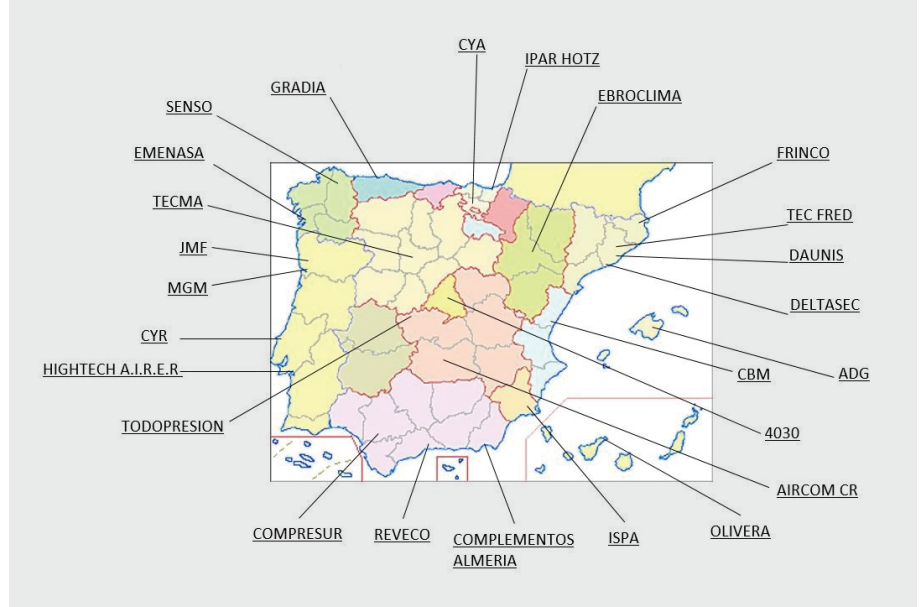 CYA
IPAR HOTZ
GRADIA
EBROCLIMA
SENSO
EMENASA
FRINCO
TECMA
TEC FRED
JMF
DAUNIS
MGM
DELTASEC
CYR
HIGHTECH A.I.R.E.R.
CBM
ADG
TODOPRESION
4030
AIRCOM CR
COMPRESUR
REVECO
COMPLEMENTOS
ALMERIA
ISPA
OLIVERA